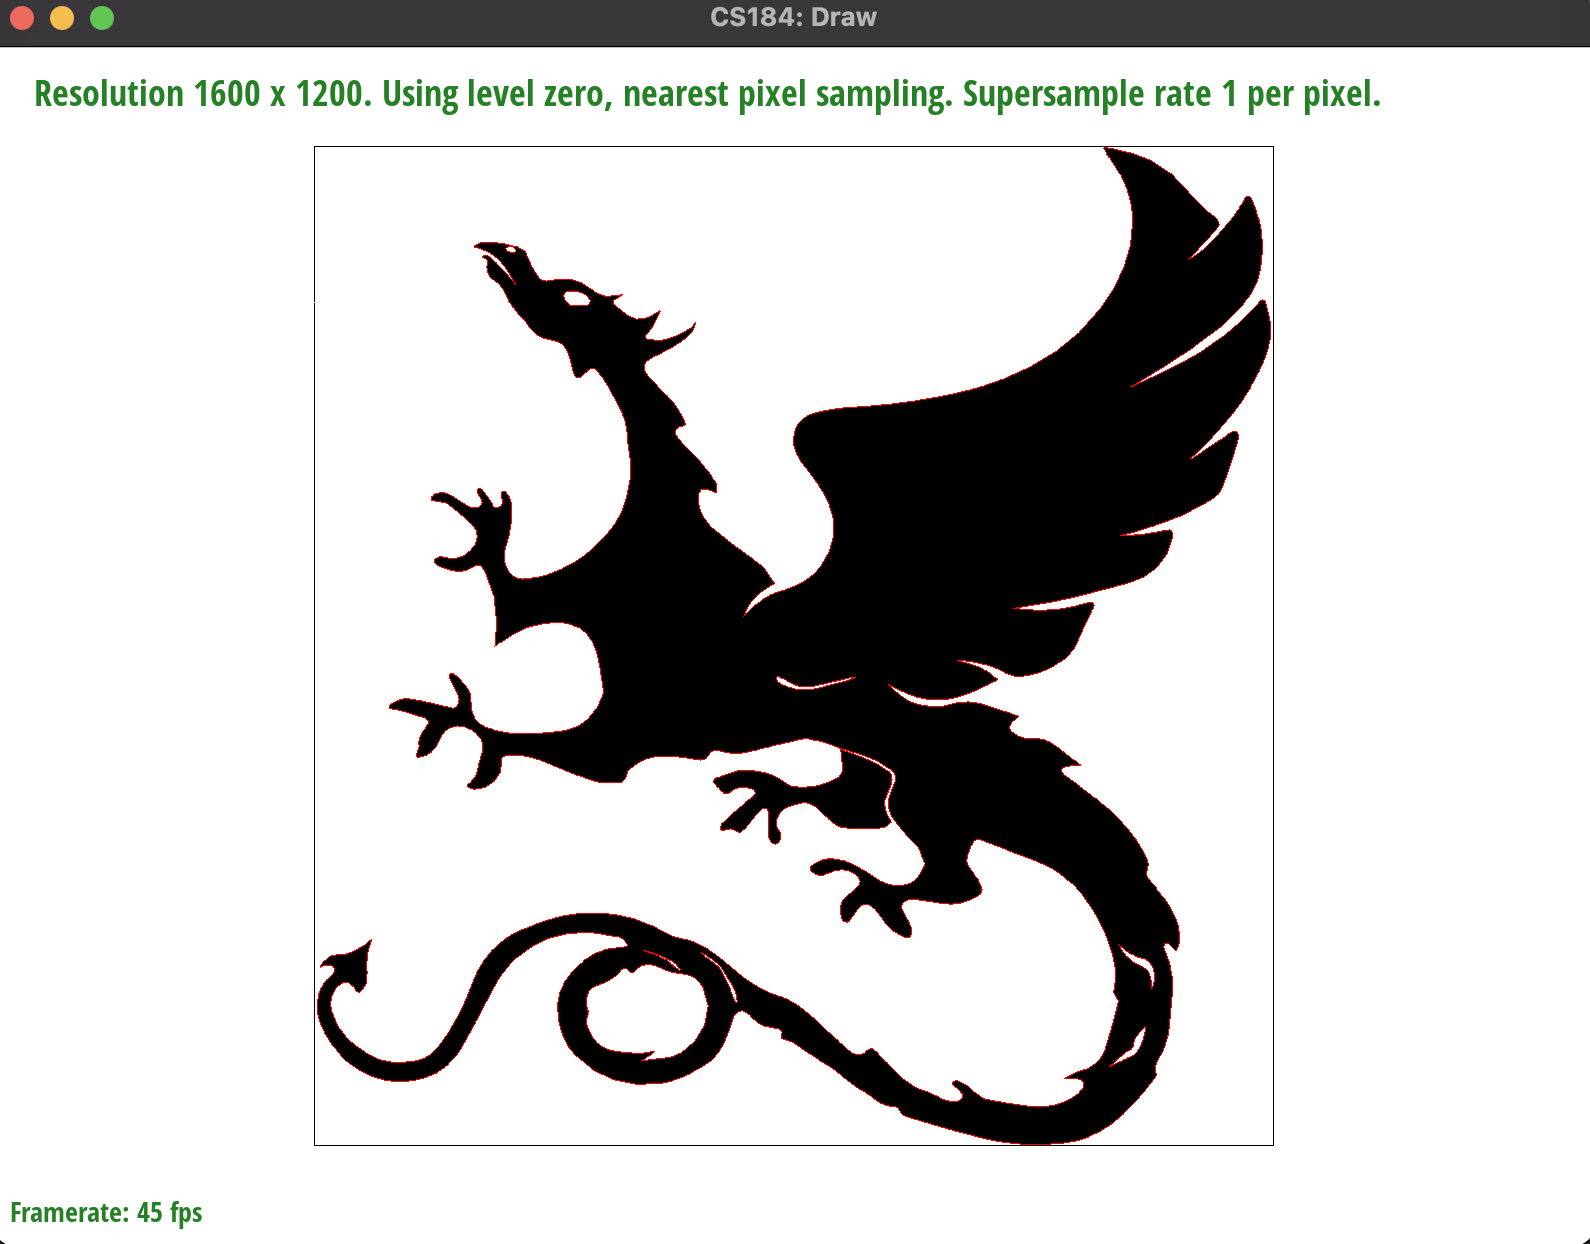 CS184: Draw
Resolution 1600 x 1200. Using level zero, nearest pixel sampling. Supersample rate 1 per pixel.
Framerate: 45 fps